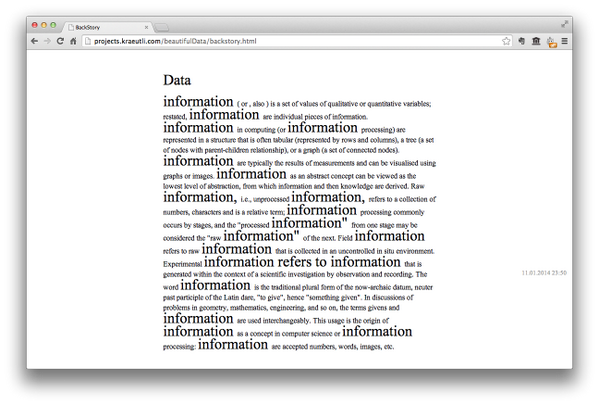 BackStory
projects.kraeutli.com/beautifulData/backstory.html
Data
information ( or , also ) is a set of values of qualitative or quantitative variables;
restated, information are individual pieces of information.
information in computing (or information processing) are
represented in a structure that is often tabular (represented by rows and columns), a tree (a set
of nodes with parent-children relationship), or a graph (a set of connected nodes).
information are typically the results of measurements and can be visualised using
graphs or images. information as an abstract concept can be viewed as the
lowest level of abstraction, from which information and then knowledge are derived. Raw
information, i.e., unprocessed information, refers to a collection of
numbers, characters and is a relative term; information processing commonly
occurs by stages, and the "processed information" from one stage may be
considered the "raw information" of the next. Field information
refers to raw information that is collected in an uncontrolled in situ environment.
Experimental information refers to information that is
generated within the context of a scientific investigation by observation and recording. The
word information is the traditional plural form of the now-archaic datum, neuter
past participle of the Latin dare, "to give", hence "something given". In discussions of
problems in geometry, mathematics, engineering, and so on, the terms givens and
information are used interchangeably. This usage is the origin of
information as a concept in computer science or information
processing: information are accepted numbers, words, images, etc.
11.01.2014 23:50